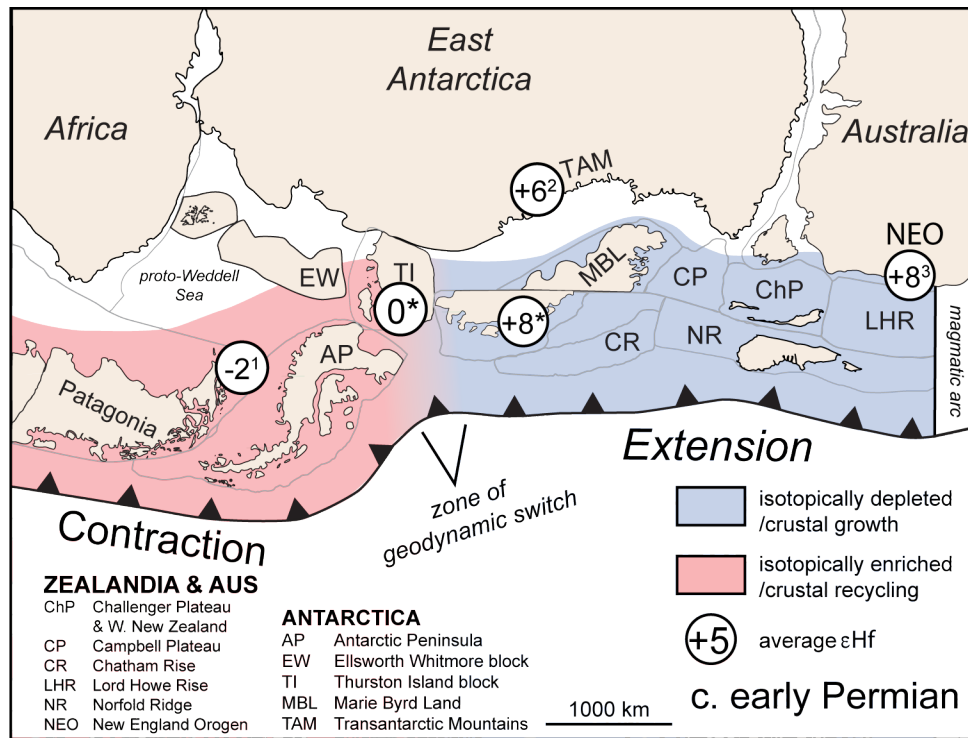 East
Antarctica
Africa
Australia
TAM
+6²
NEO
+8³
proto-Weddell
Sea
EW
TI
MBL
CP
ChP
LHR
0*
+8*
CR
NR
magmatic arc
-2¹
AP
Patagonia
Extension
zone of
geodynamic switch
Contraction
isotopically depleted
/crustal growth
isotopically enriched
/crustal recycling
+5 average εHf
c. early Permian
1000 km
ZEALANDIA & AUS
ChP Challenger Plateau
& W. New Zealand
CP Campbell Plateau
CR Chatham Rise
LHR Lord Howe Rise
NR Norfold Ridge
NEO New England Orogen
ANTARCTICA
AP Antarctic Peninsula
EW Ellsworth Whitmore block
TI Thurston Island block
MBL Marie Byrd Land
TAM Transantarctic Mountains